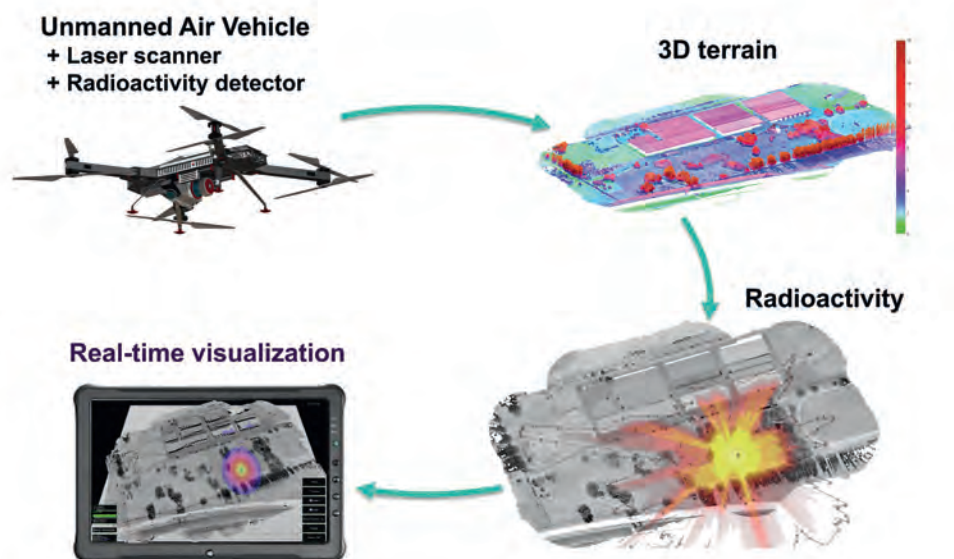 Unmanned Air Vehicle
+ Laser scanner
+ Radioactivity detector
3D terrain
Radioactivity
Real-time visualization